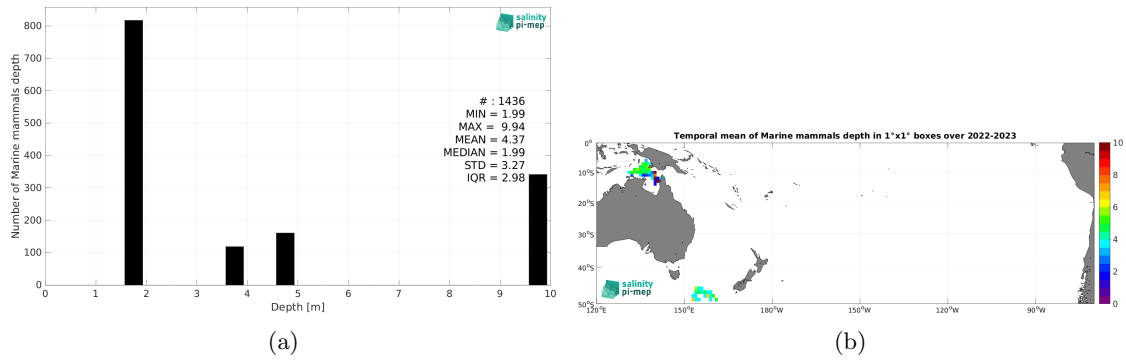 salinity
pi-mep
800
700
600
500
400
300
200
100
0
Number of Marine mammals depth
# : 1436
MIN = 1.99
MAX = 9.94
MEAN = 4.37
MEDIAN = 1.99
STD = 3.27
IQR = 2.98
0 1 2 3 4 5 6 7 8 9 10
Depth [m]
(a)
Temporal mean of Marine mammals depth in 1°x1° boxes over 2022-2023
0°
10°S
20°S
30°S
40°S
50°S
salinity
pi-mep
120°E 150°E 180°W 150°W 120°W 90°W
10
8
6
4
2
0
(b)